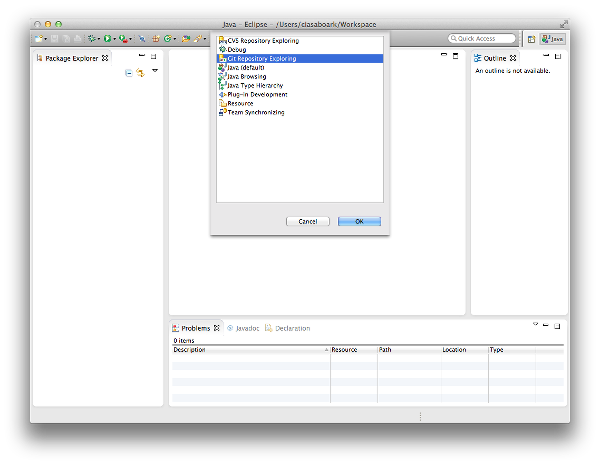 Java – Eclipse – /Users/ciasaboark/Workspace
Quick Access
Java
Package Explorer
CVS Repository Exploring
Debug
Git Repository Exploring
Java (default)
Java Browsing
Java Type Hierarchy
Plug-in Development
Resource
Team Synchronizing
Cancel
OK
Outline
An outline is not available.
Problems
Javadoc
Declaration
0 items
Description
Resource
Path
Location
Type